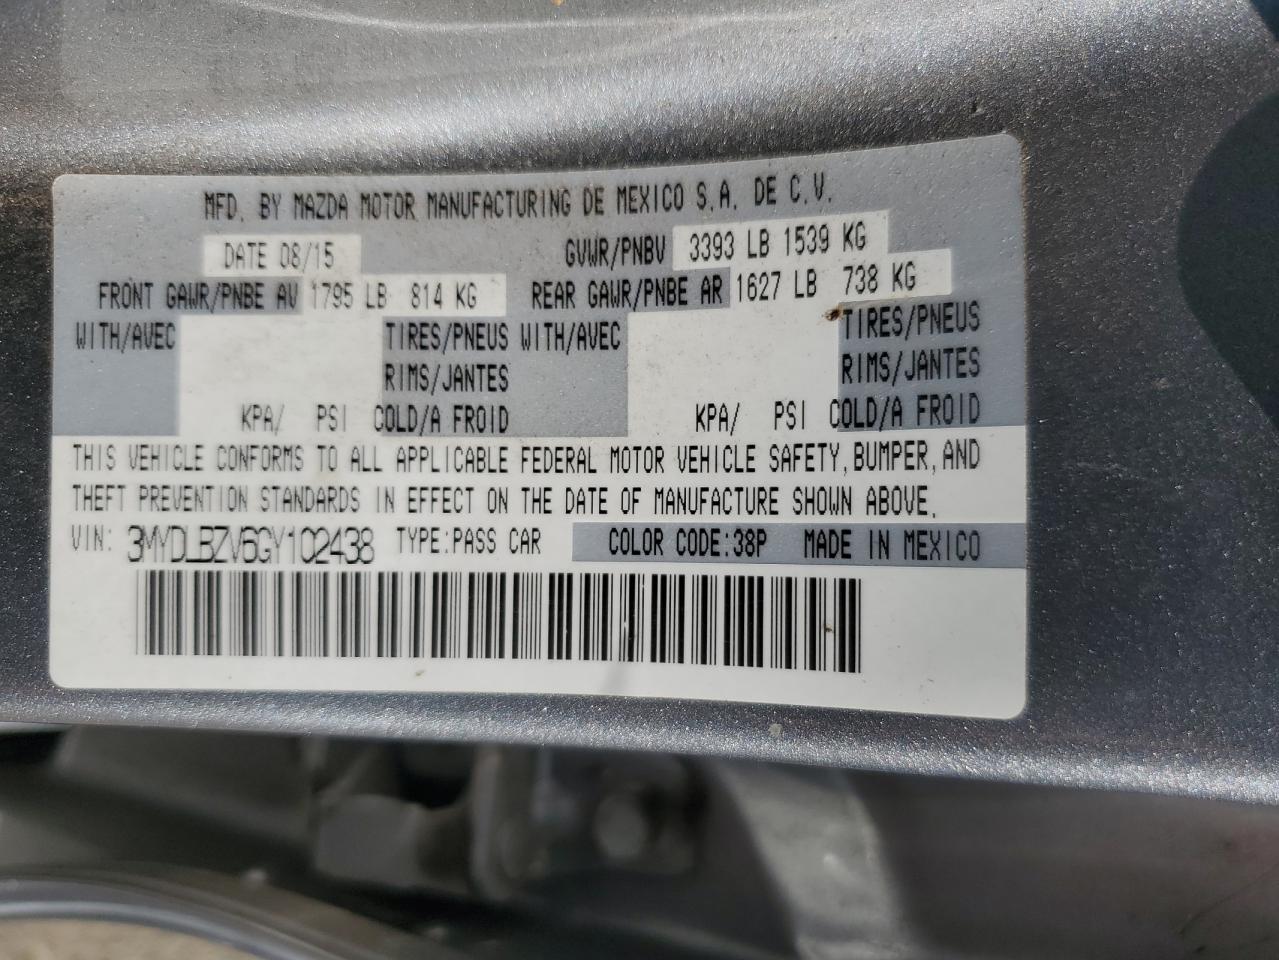 MFD. BY MAZDA MOTOR MANUFACTURING DE MEXICO S.A. DE C.V.
DATE 08/15 GVWR/PNBV 3393 LB 1539 KG
FRONT GAWR/PNBE AV 1795 LB 814 KG REAR GAWR/PNBE AR 1627 LB 738 KG
WITH/AVEC TIRES/PNEUS WITH/AVEC TIRES/PNEUS
RIMS/JANTES RIMS/JANTES
KPA/ PSI COLD/A FROID KPA/ PSI COLD/A FROID
THIS VEHICLE CONFORMS TO ALL APPLICABLE FEDERAL MOTOR VEHICLE SAFETY, BUMPER, AND
THEFT PREVENTION STANDARDS IN EFFECT ON THE DATE OF MANUFACTURE SHOWN ABOVE.
VIN: 3MYDLBZV6GY102438 TYPE:PASS CAR COLOR CODE:38P MADE IN MEXICO